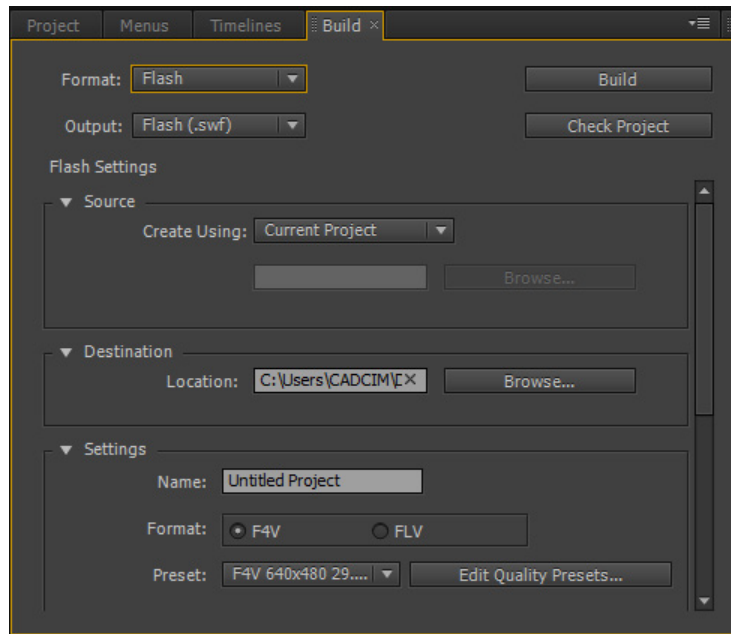 Project Menus Timelines Build ×
Format: Flash Build
Output: Flash (.swf) Check Project
Flash Settings
Source
Create Using: Current Project
Browse...
Destination
Location: C:\Users\CADCIM\ Browse...
Settings
Name: Untitled Project
Format: F4V FLV
Preset: F4V 640x480 29.... Edit Quality Presets...